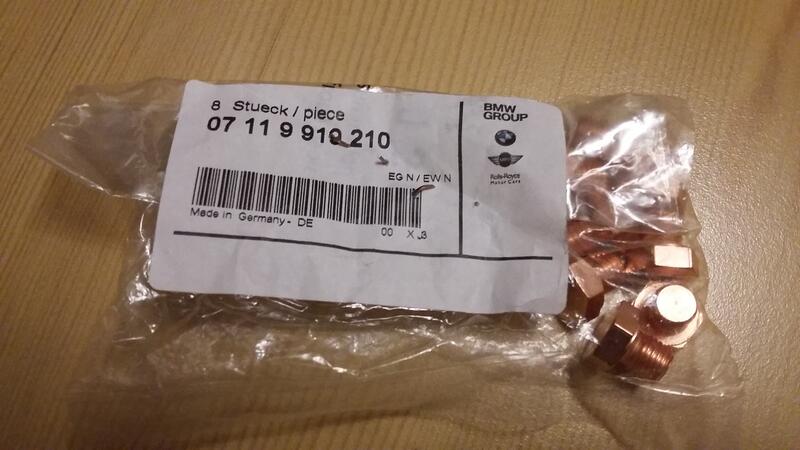 8 Stueck / piece
07 11 9 919 210
EG N / EW N
Made in Germany - DE
00 X 3
BMW
GROUP
Rolls-Royce
Motor Cars